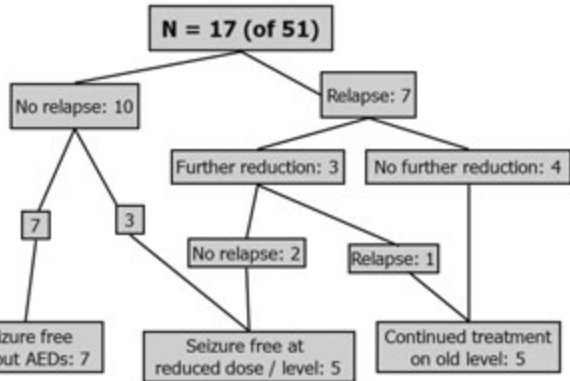 N = 17 (of 51)
No relapse: 10
Relapse: 7
Further reduction: 3
No further reduction: 4
7
3
No relapse: 2
Relapse: 1
free
AEDs: 7
Seizure free at
reduced dose / level: 5
Continued treatment
on old level: 5